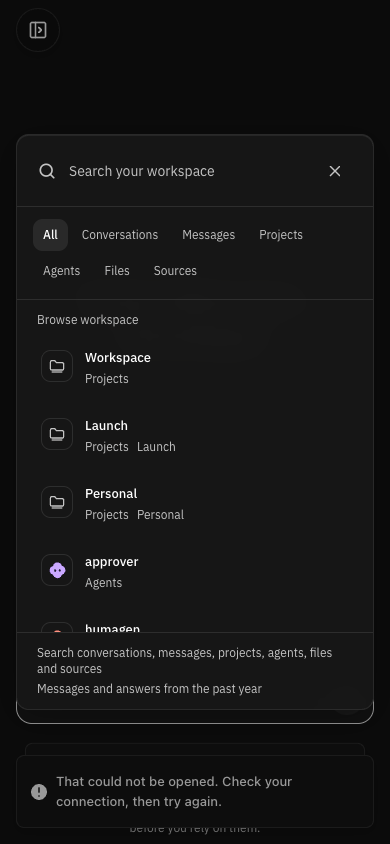 Search your workspace
All Conversations Messages Projects
Agents Files Sources
Browse workspace
Workspace
Projects
Launch
Projects Launch
Personal
Projects Personal
approver
Agents
humagen
Search conversations, messages, projects, agents, files
and sources
Messages and answers from the past year
That could not be opened. Check your
connection, then try again.
before you rely on them.